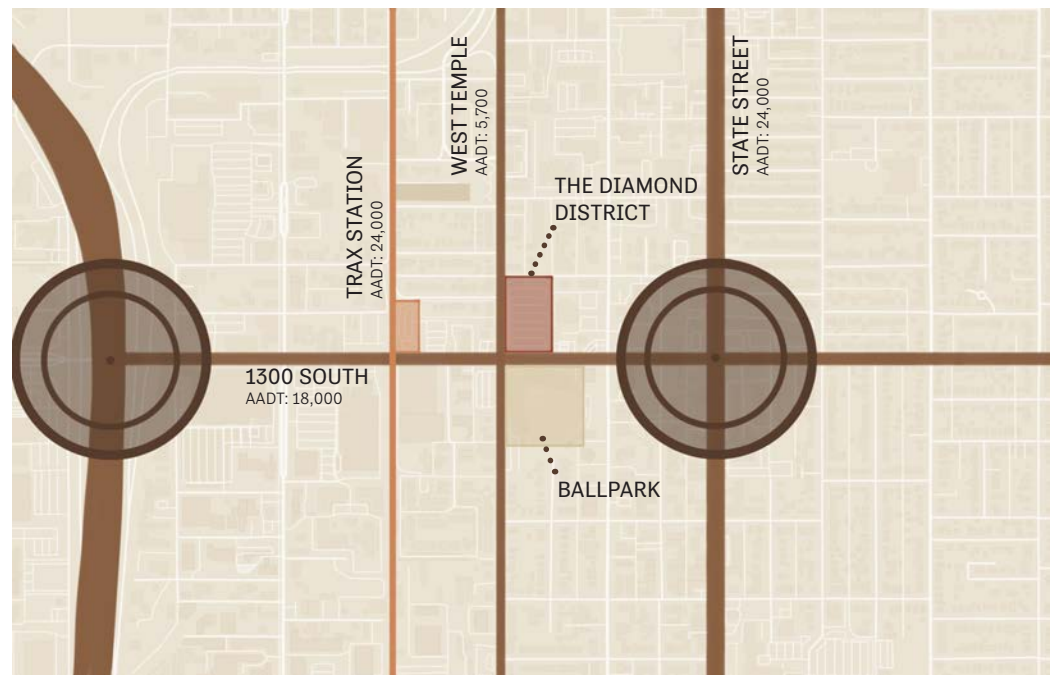 WEST TEMPLE
AADT: 5,700
STATE STREET
AADT: 24,000
TRAX STATION
AADT: 24,000
THE DIAMOND
DISTRICT
1300 SOUTH
AADT: 18,000
BALLPARK